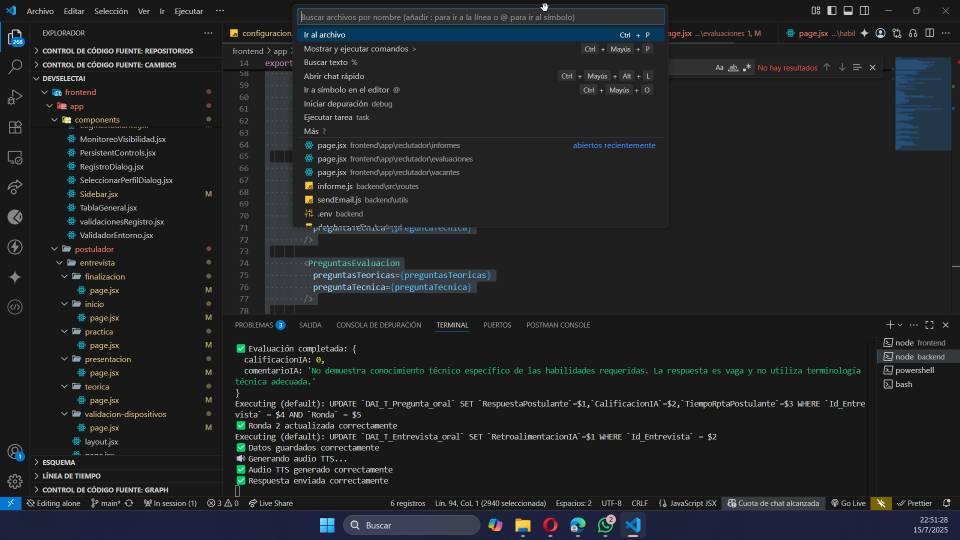 Archivo Editar Selección Ver Ir Ejecutar ···
Buscar archivos por nombre (añadir : para ir a la línea o @ para ir al símbolo)
Ir al archivo Ctrl + P
Mostrar y ejecutar comandos > Ctrl + Mayús + P
Buscar texto %
Abrir chat rápido Ctrl + Mayús + Alt + L
Ir a símbolo en el editor @ Ctrl + Mayús + O
Iniciar depuración debug
Ejecutar tarea task
Más ?
page.jsx frontend\app\reclutador\informes abiertos recientemente
page.jsx frontend\app\reclutador\evaluaciones
page.jsx frontend\app\reclutador\vacantes
informe.js backend\src\routes
sendEmail.js backend\utils
.env backend
268
EXPLORADOR ···
CONTROL DE CÓDIGO FUENTE: REPOSITORIOS
CONTROL DE CÓDIGO FUENTE: CAMBIOS
DEVSELECTAI
frontend
app
components
MonitoreoVisibilidad.jsx
PersistentControls.jsx
RegistroDialog.jsx
SeleccionarPerfilDialog.jsx
Sidebar.jsx M
TablaGeneral.jsx
validacionesRegistro.jsx
ValidadorEntorno.jsx
postulador
entrevista
finalizacion
page.jsx M
inicio
page.jsx M
practica
page.jsx M
presentacion
page.jsx M
teorica
page.jsx M
validacion-dispositivos
page.jsx M
layout.jsx
ESQUEMA
LÍNEA DE TIEMPO
CONTROL DE CÓDIGO FUENTE: GRAPH
1
configuracion.
page.jsx ...\evaluaciones 1, M
page.jsx ...\habil
frontend > app >
Aa ab .* No hay resultados
14 export
58
59
60
61
62
63
64
65
66
67
68
69
70
71 preguntaTecnica={preguntaTecnica}
72 />
73
74 <PreguntasEvaluacion
75 preguntasTeoricas={preguntasTeoricas}
76 preguntaTecnica={preguntaTecnica}
77 />
78
PROBLEMAS 3 SALIDA CONSOLA DE DEPURACIÓN TERMINAL PUERTOS POSTMAN CONSOLE
✅ Evaluación completada: {
calificacionIA: 0,
comentarioIA: 'No demuestra conocimiento técnico específico de las habilidades requeridas. La respuesta es vaga y no utiliza terminología
técnica adecuada.'
}
Executing (default): UPDATE `DAI_T_Pregunta_oral` SET `RespuestaPostulante`=$1,`CalificacionIA`=$2,`TiempoRptaPostulante`=$3 WHERE `Id_Entre
vista` = $4 AND `Ronda` = $5
✅ Ronda 2 actualizada correctamente
Executing (default): UPDATE `DAI_T_Entrevista_oral` SET `RetroalimentacionIA`=$1 WHERE `Id_Entrevista` = $2
✅ Datos guardados correctamente
🔊 Generando audio TTS...
✅ Audio TTS generado correctamente
✅ Respuesta enviada correctamente
node frontend
node backend
powershell
bash
Editing alone main* In session (1) 3 0 Live Share 6 registros Lín. 94, Col. 1 (2940 seleccionada) Espacios: 2 UTF-8 CRLF JavaScript JSX Cuota de chat alcanzada Go Live Prettier
Buscar
2
22:51:28
15/7/2025